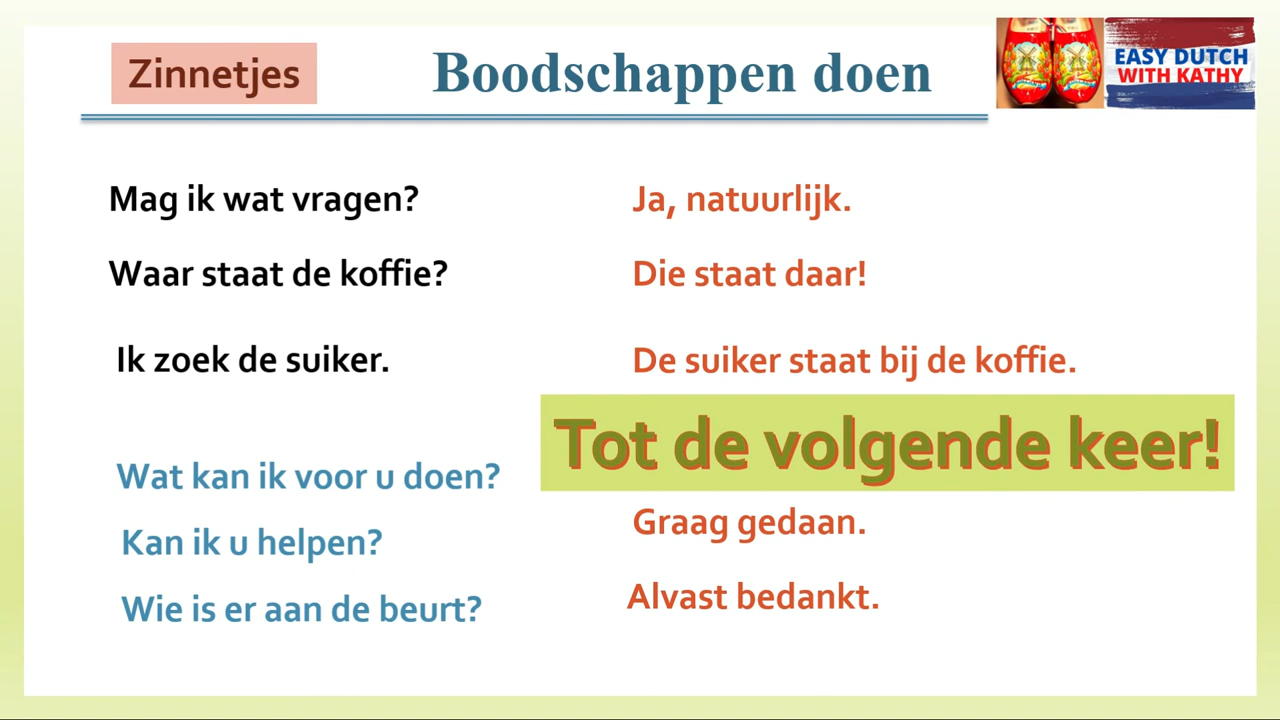 Zinnetjes
Boodschappen doen
EASY DUTCH
WITH KATHY
Mag ik wat vragen?
Ja, natuurlijk.
Waar staat de koffie?
Die staat daar!
Ik zoek de suiker.
De suiker staat bij de koffie.
Tot de volgende keer!
Wat kan ik voor u doen?
Graag gedaan.
Kan ik u helpen?
Alvast bedankt.
Wie is er aan de beurt?